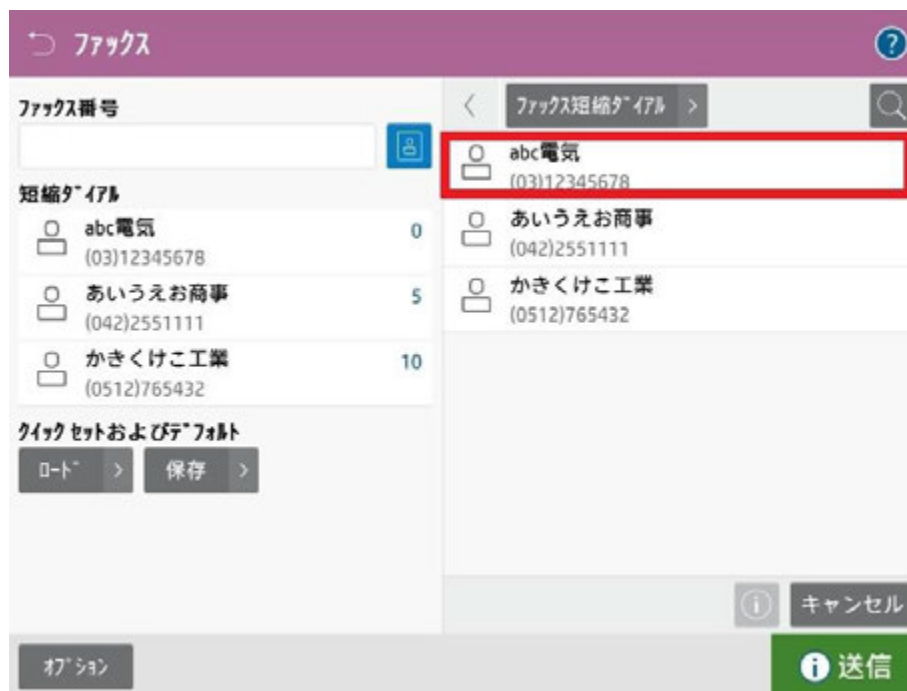 ファックス
?
ファックス番号
短縮ダイアル
abc電気
0
(03)12345678
あいうえお商事
5
(042)2551111
かきくけこ工業
10
(0512)765432
クイック セットおよびデフォルト
ロード >
保存 >
オプション
ファックス短縮ダイアル >
abc電気
(03)12345678
あいうえお商事
(042)2551111
かきくけこ工業
(0512)765432
キャンセル
送信